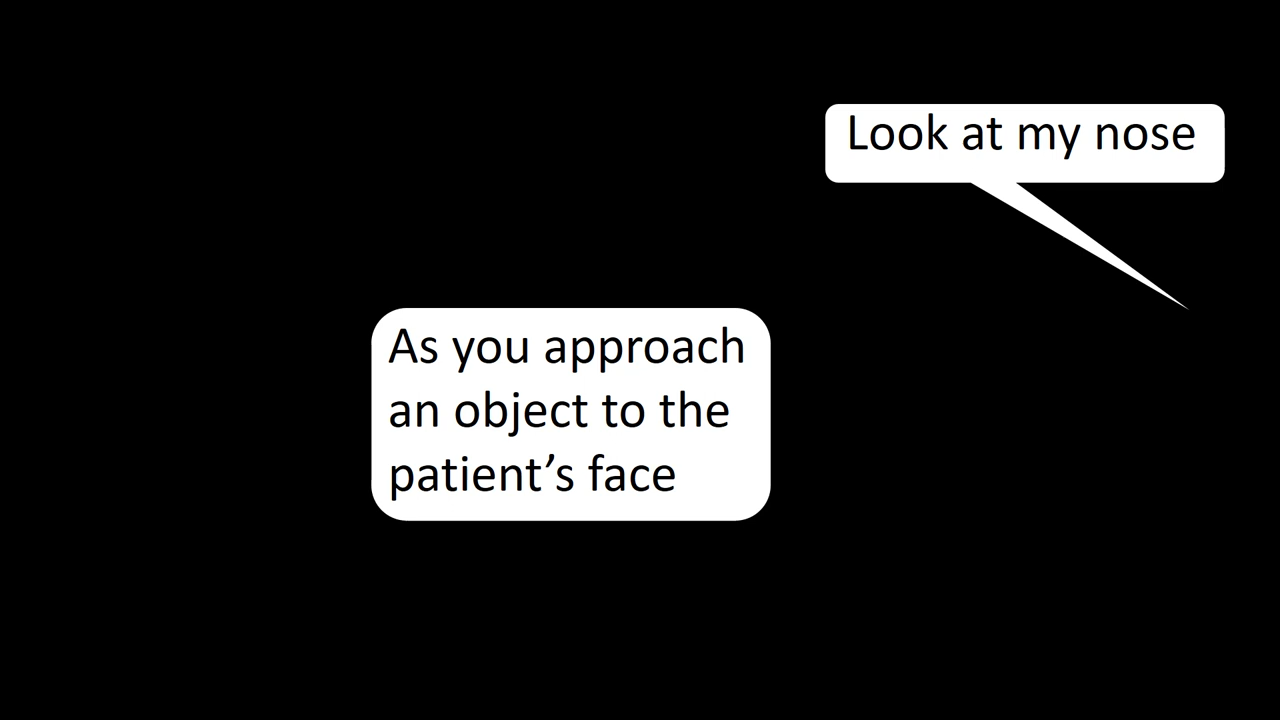 Look at my nose
As you approach
an object to the
patient’s face